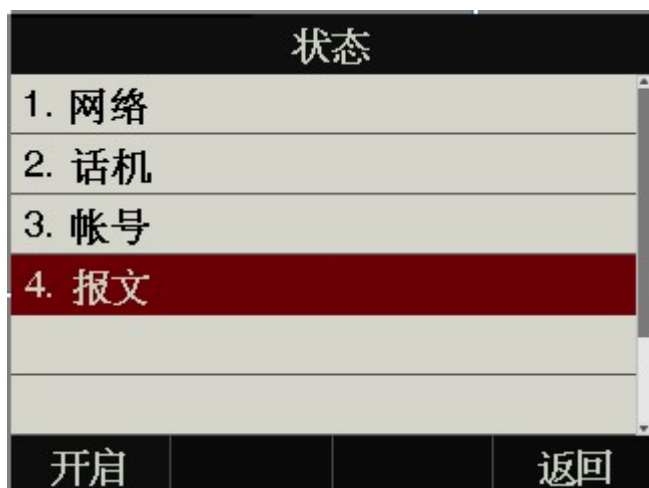 状态
1. 网络
2. 话机
3. 帐号
4. 报文
开启 返回